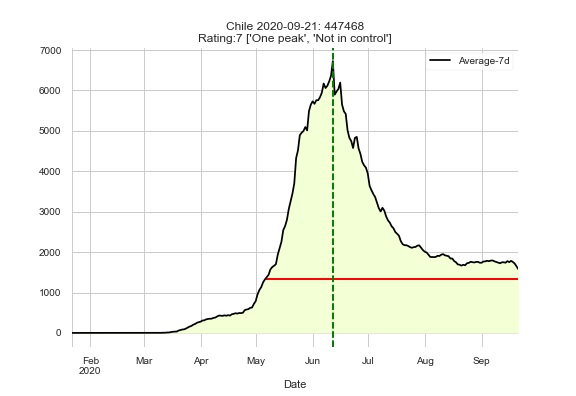 Chile 2020-09-21: 447468
Rating:7 ['One peak', 'Not in control']
Average-7d
7000
6000
5000
4000
3000
2000
1000
0
Feb Mar Apr May Jun Jul Aug Sep
2020
Date